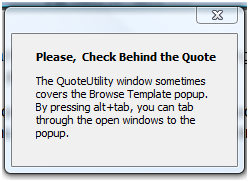 Please, Check Behind the Quote
The QuoteUtility window sometimes
covers the Browse Template popup.
By pressing alt+tab, you can tab
through the open windows to the
popup.